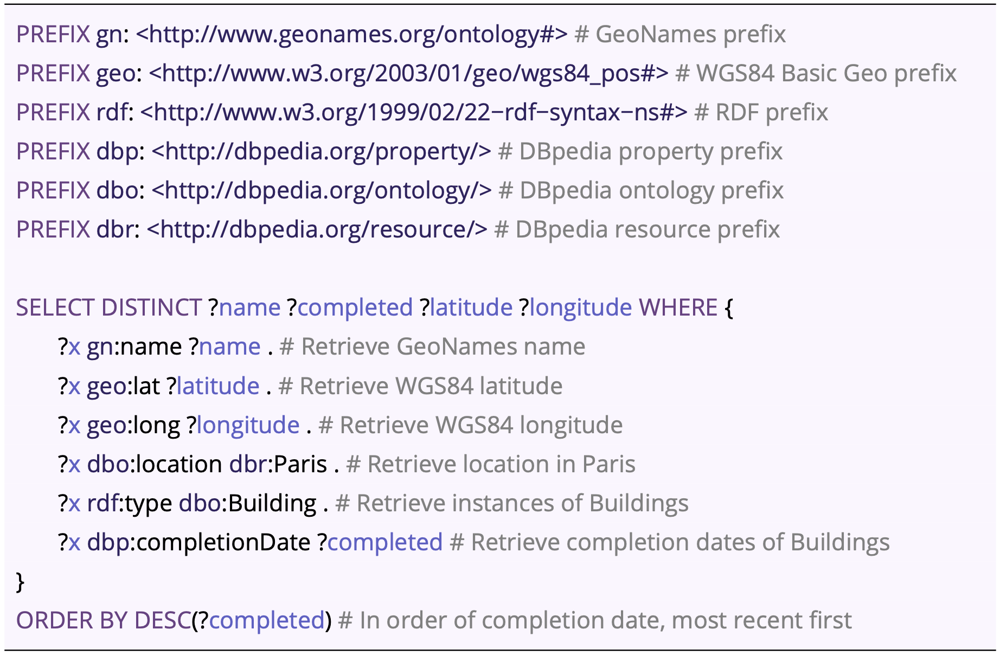 PREFIX gn: <http://www.geonames.org/ontology#> # GeoNames prefix
PREFIX geo: <http://www.w3.org/2003/01/geo/wgs84_pos#> # WGS84 Basic Geo prefix
PREFIX rdf: <http://www.w3.org/1999/02/22−rdf−syntax−ns#> # RDF prefix
PREFIX dbp: <http://dbpedia.org/property/> # DBpedia property prefix
PREFIX dbo: <http://dbpedia.org/ontology/> # DBpedia ontology prefix
PREFIX dbr: <http://dbpedia.org/resource/> # DBpedia resource prefix
SELECT DISTINCT ?name ?completed ?latitude ?longitude WHERE {
?x gn:name ?name . # Retrieve GeoNames name
?x geo:lat ?latitude . # Retrieve WGS84 latitude
?x geo:long ?longitude . # Retrieve WGS84 longitude
?x dbo:location dbr:Paris . # Retrieve location in Paris
?x rdf:type dbo:Building . # Retrieve instances of Buildings
?x dbp:completionDate ?completed # Retrieve completion dates of Buildings
}
ORDER BY DESC(?completed) # In order of completion date, most recent first